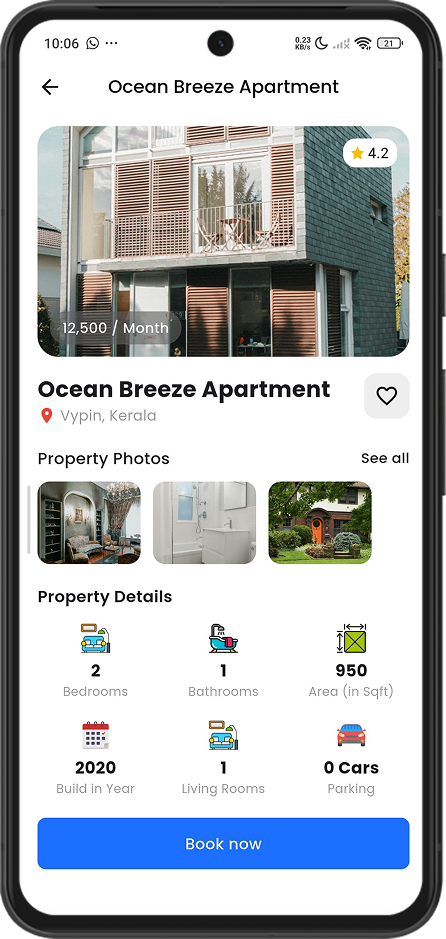 10:06 ... 0.23 KB/s 21
Ocean Breeze Apartment
4.2
12,500 / Month
Ocean Breeze Apartment
Vypin, Kerala
Property Photos See all
Property Details
2 1 950
Bedrooms Bathrooms Area (in Sqft)
2020 1 0 Cars
Build in Year Living Rooms Parking
Book now